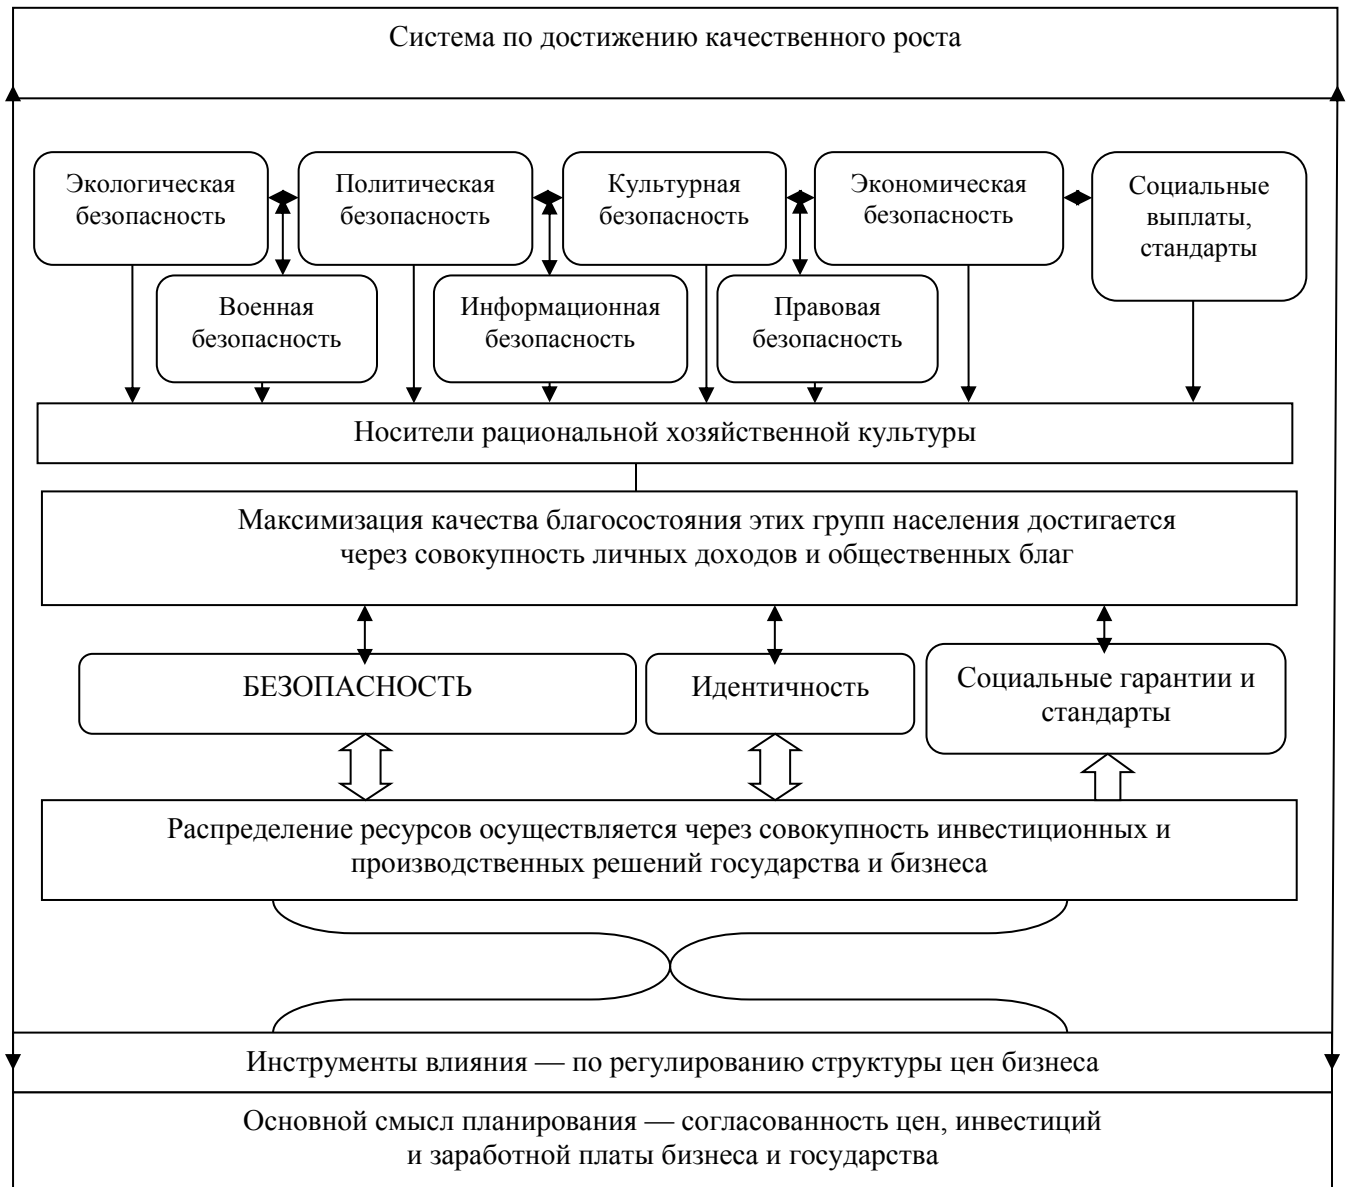 Система по достижению качественного роста
Экологическая
безопасность
Политическая
безопасность
Культурная
безопасность
Экономическая
безопасность
Социальные
выплаты,
стандарты
Военная
безопасность
Информационная
безопасность
Правовая
безопасность
Носители рациональной хозяйственной культуры
Максимизация качества благосостояния этих групп населения достигается
через совокупность личных доходов и общественных благ
БЕЗОПАСНОСТЬ
Идентичность
Социальные гарантии и
стандарты
Распределение ресурсов осуществляется через совокупность инвестиционных и
производственных решений государства и бизнеса
Инструменты влияния — по регулированию структуры цен бизнеса
Основной смысл планирования — согласованность цен, инвестиций
и заработной платы бизнеса и государства